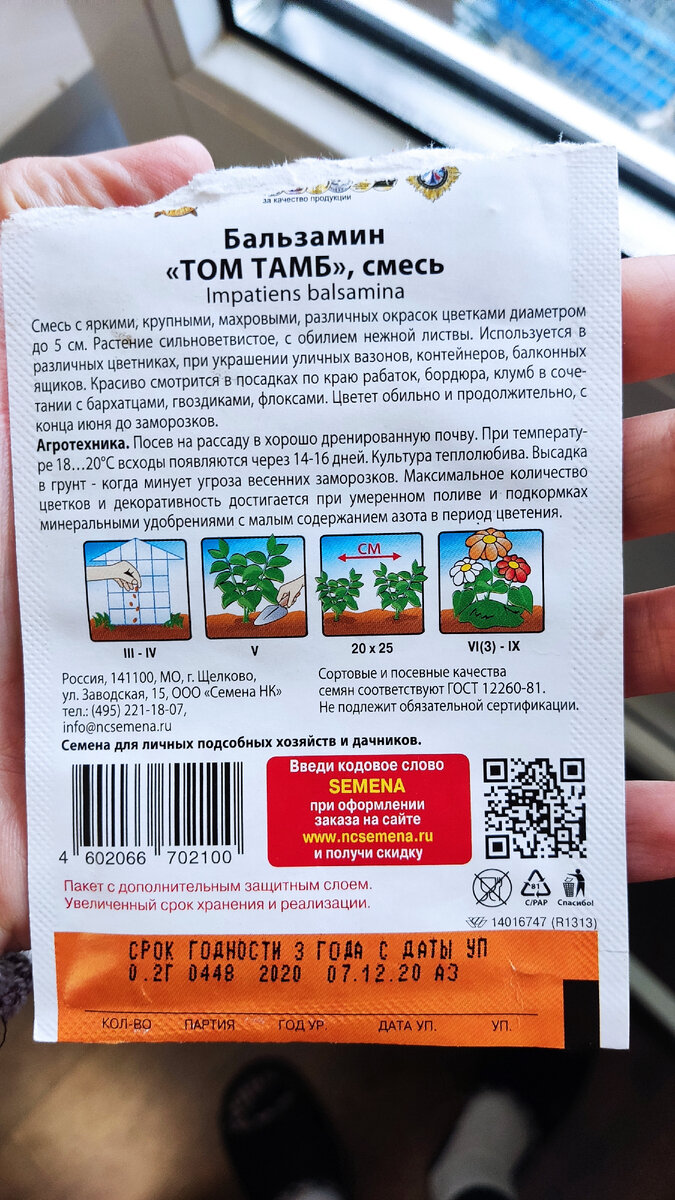 за качество продукции
Бальзамин
«ТОМ ТАМБ», смесь
Impatiens balsamina
Смесь с яркими, крупными, махровыми, различных окрасок цветками диаметром
до 5 см. Растение сильноветвистое, с обилием нежной листвы. Используется в
различных цветниках, при украшении уличных вазонов, контейнеров, балконных
ящиков. Красиво смотрится в посадках по краю рабаток, бордюра, клумб в соче-
тании с бархатцами, гвоздиками, флоксами. Цветет обильно и продолжительно, с
конца июня до заморозков.
Агротехника. Посев на рассаду в хорошо дренированную почву. При температу-
ре 18...20°С всходы появляются через 14-16 дней. Культура теплолюбива. Высадка
в грунт - когда минует угроза весенних заморозков. Максимальное количество
цветков и декоративность достигается при умеренном поливе и подкормках
минеральными удобрениями с малым содержанием азота в период цветения.
СМ
III - IV
V
20 x 25
VI(3) - IX
Россия, 141100, МО, г. Щелково,
ул. Заводская, 15, ООО «Семена НК»
тел.: (495) 221-18-07,
info@ncsemena.ru
Сортовые и посевные качества
семян соответствуют ГОСТ 12260-81.
Не подлежит обязательной сертификации.
Семена для личных подсобных хозяйств и дачников.
4 602066 702100
Введи кодовое слово
SEMENA
при оформлении
заказа на сайте
www.ncsemena.ru
и получи скидку
81
C/PAP
Спасибо!
Пакет с дополнительным защитным слоем.
Увеличенный срок хранения и реализации.
14016747 (R1313)
СРОК ГОДНОСТИ 3 ГОДА С ДАТЫ УП
0.2Г 0448 2020 07.12.20 АЗ
КОЛ-ВО ПАРТИЯ ГОД УР. ДАТА УП. УП.